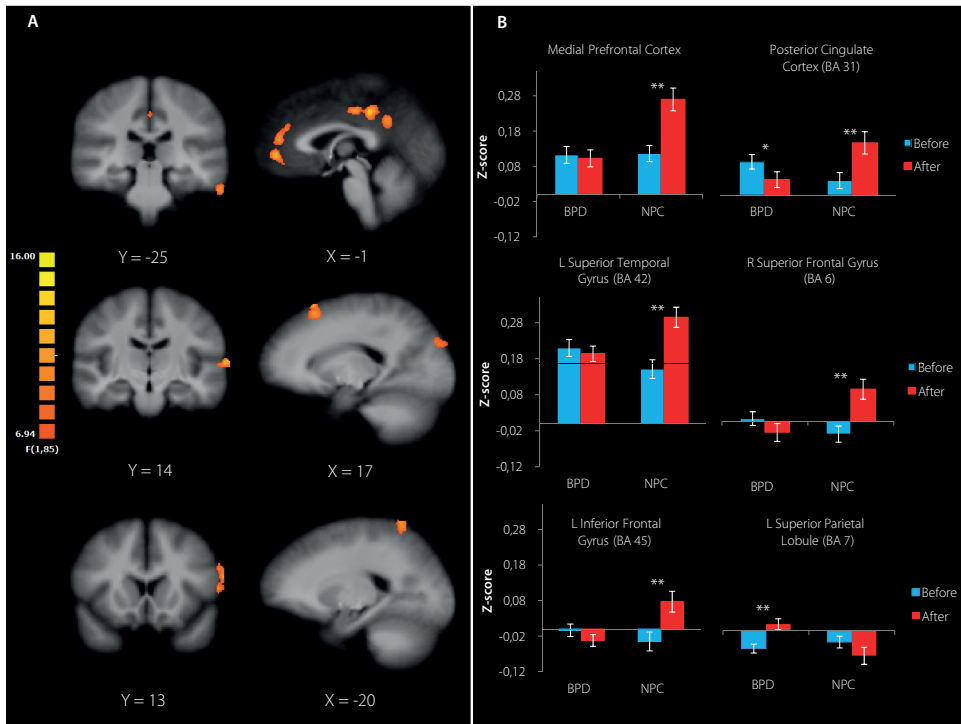 A
Y = -25
X = -1
16.00
6.94
F(1,85)
Y = 14
X = 17
Y = 13
X = -20
B
Medial Prefrontal Cortex
Z-score
0,28
0,18
0,08
-0,02
-0,12
**
BPD
NPC
Posterior Cingulate
Cortex (BA 31)
*
**
BPD
NPC
Before
After
L Superior Temporal
Gyrus (BA 42)
Z-score
0,28
0,18
0,08
-0,02
-0,12
**
BPD
NPC
R Superior Frontal Gyrus
(BA 6)
**
BPD
NPC
Before
After
L Inferior Frontal
Gyrus (BA 45)
Z-score
0,28
0,18
0,08
-0,02
-0,12
**
BPD
NPC
L Superior Parietal
Lobule (BA 7)
**
BPD
NPC
Before
After